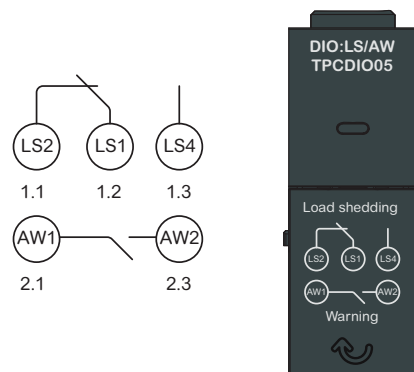 DIO:LS/AW
TPCDIO05
LS2 LS1 LS4
1.1 1.2 1.3
AW1 AW2
2.1 2.3
Load shedding
LS2 LS1 LS4
AW1 AW2
Warning